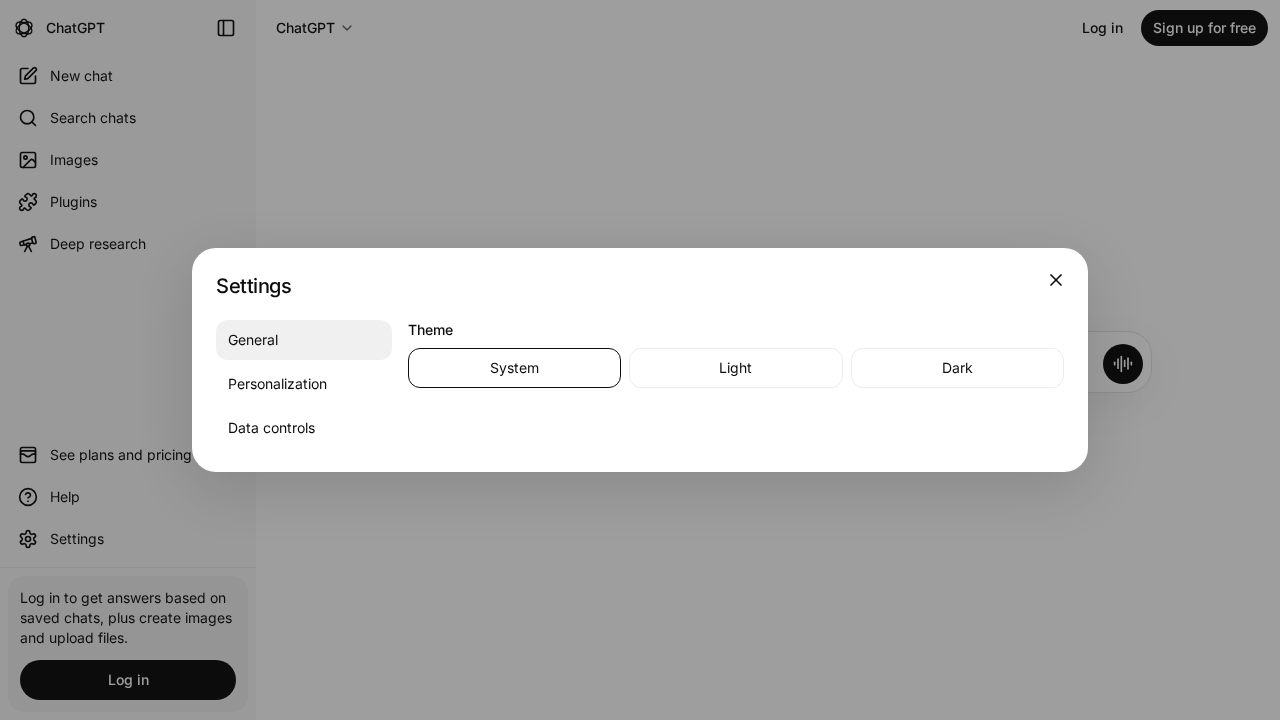 ChatGPT
New chat
Search chats
Images
Plugins
Deep research
See plans and pricing
Help
Settings
Log in to get answers based on
saved chats, plus create images
and upload files.
Log in
ChatGPT
Log in
Sign up for free
Settings
General
Personalization
Data controls
Theme
System
Light
Dark